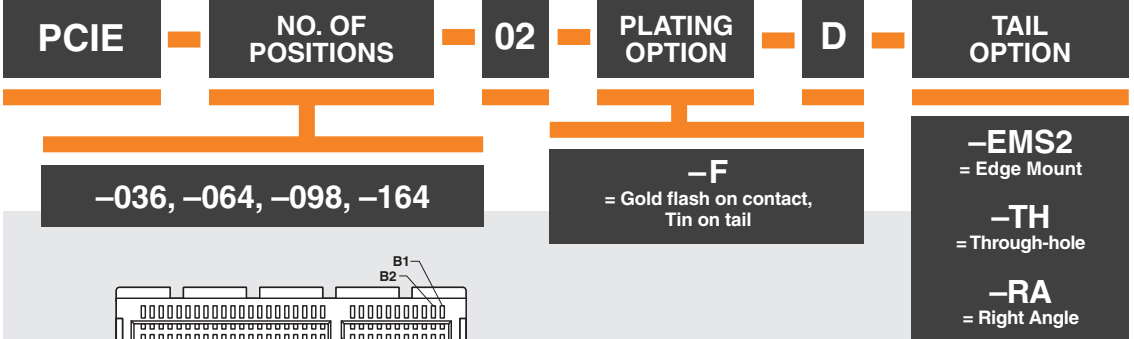 PCIE
NO. OF
POSITIONS
02
PLATING
OPTION
D
TAIL
OPTION
–036, –064, –098, –164
–F
= Gold flash on contact,
Tin on tail
–EMS2
= Edge Mount
–TH
= Through-hole
–RA
= Right Angle
B1
B2